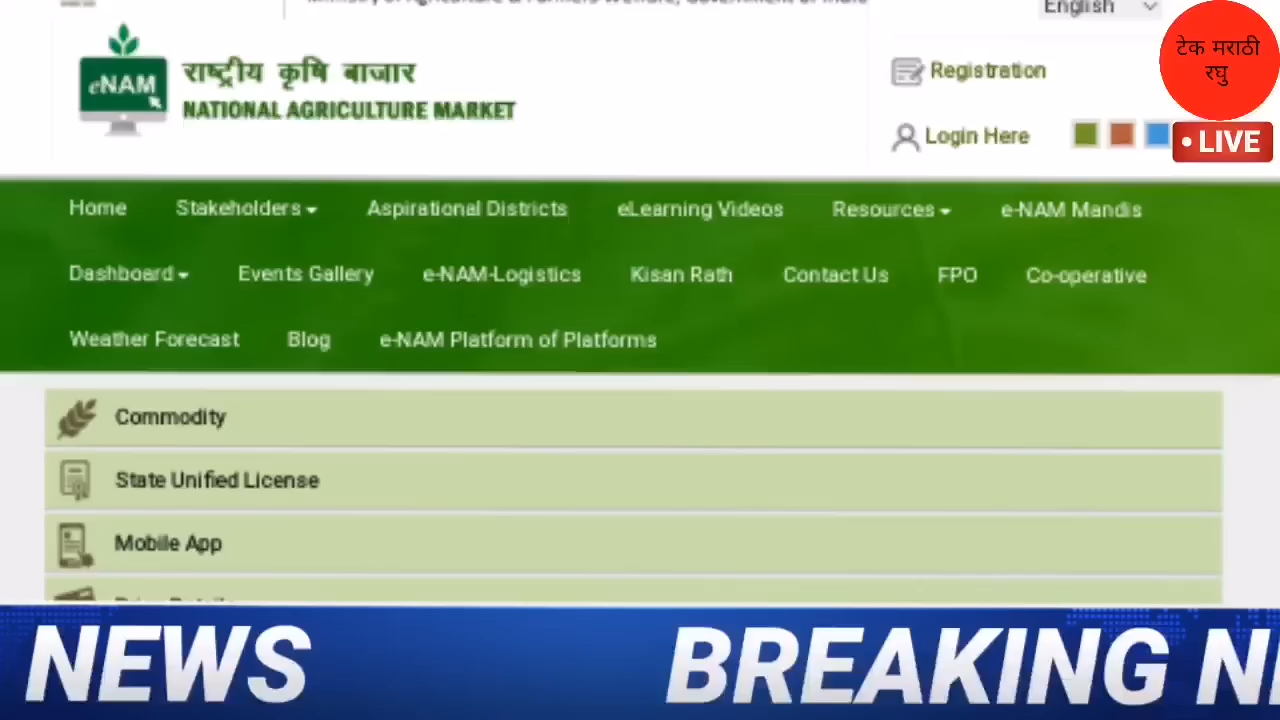 English
टेक मराठी
रघु
eNAM
राष्ट्रीय कृषि बाजार
NATIONAL AGRICULTURE MARKET
Registration
Login Here
• LIVE
Home Stakeholders Aspirational Districts eLearning Videos Resources e-NAM Mandis
Dashboard Events Gallery e-NAM-Logistics Kisan Rath Contact Us FPO Co-operative
Weather Forecast Blog e-NAM Platform of Platforms
Commodity
State Unified License
Mobile App
NEWS BREAKING